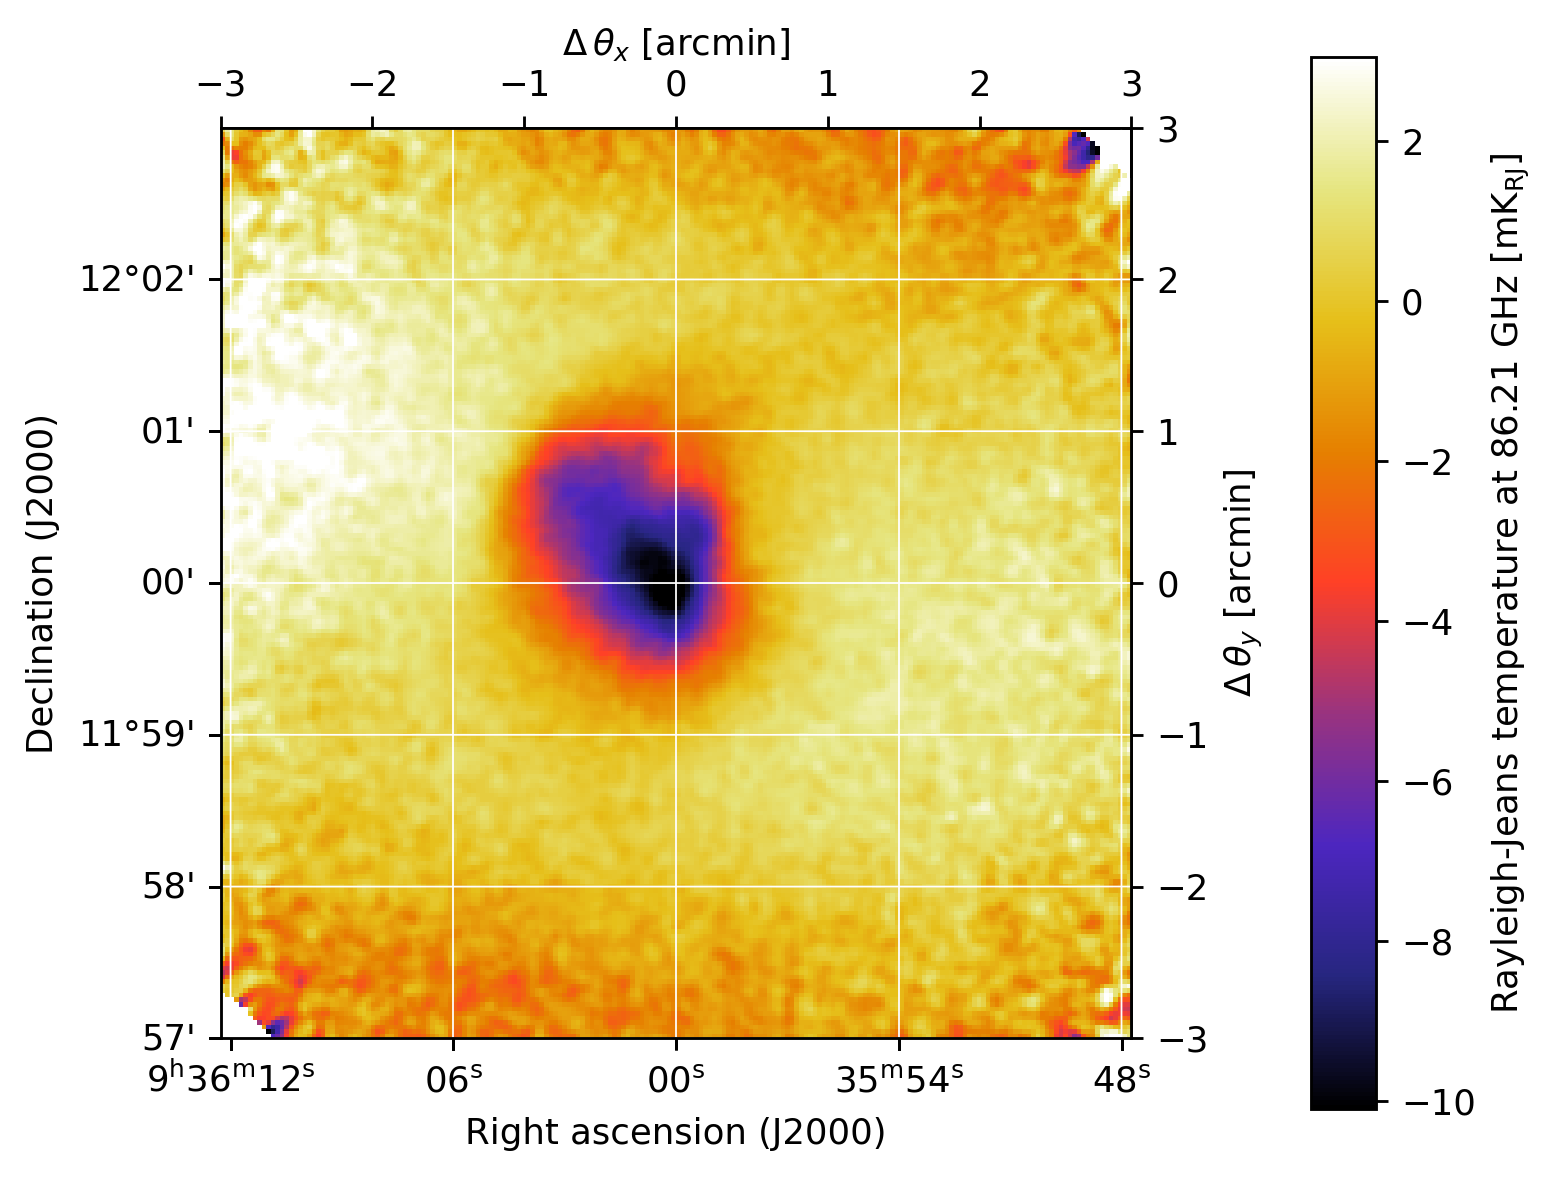 Δ θx [arcmin]
−3 −2 −1 0 1 2 3
Declination (J2000)
12°02'
01'
00'
11°59'
58'
57'
3
2
1
0
−1
−2
−3
Δ θy [arcmin]
9h36m12s 06s 00s 35m54s 48s
Right ascension (J2000)
2
0
−2
−4
−6
−8
−10
Rayleigh-Jeans temperature at 86.21 GHz [mKRJ]